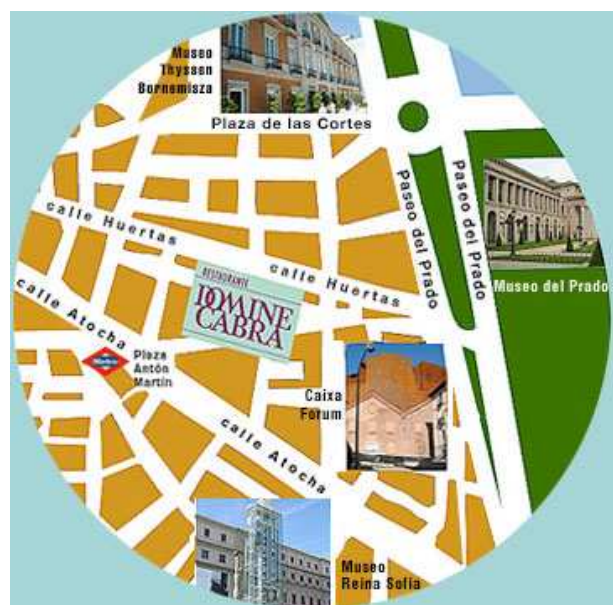 Museo
Thyssen
Bornemisza
Plaza de las Cortes
Paseo del Prado
Paseo del Prado
Museo del Prado
calle Huertas
calle Huertas
RESTAURANTE
DOMINE
CABRA
calle Atocha
Metro
Plaza
Antón
Martín
Caixa
Forum
calle Atocha
Museo
Reina Sofía